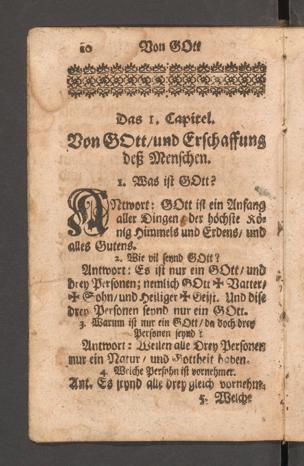 10 Von GOtt
Das 1. Capitel.
Von GOtt/und Erschaffung
deß Menschen.
1. Was ist GOtt?
ANtwort: GOtt ist ein Anfang
aller Dingen/der höchste Kö-
nig Himmels und Erdens/und
alles Gutens.
2. Wie vil seynd GOtt?
Antwort: Es ist nur ein GOtt/und
drey Personen; nemlich GOtt ✠ Vatter/
✠ Sohn/und Heiliger ✠ Geist. Und dise
drey Personen seynd nur ein GOtt.
3. Warum ist nur ein GOtt/da doch drey
Personen seynd?
Antwort: Weilen alle Drey Personen
nur ein Natur/und Gottheit haben.
4. Welche Persohn ist vornehmer.
Ant. Es seynd alle drey gleich vornehm.
5. Welche